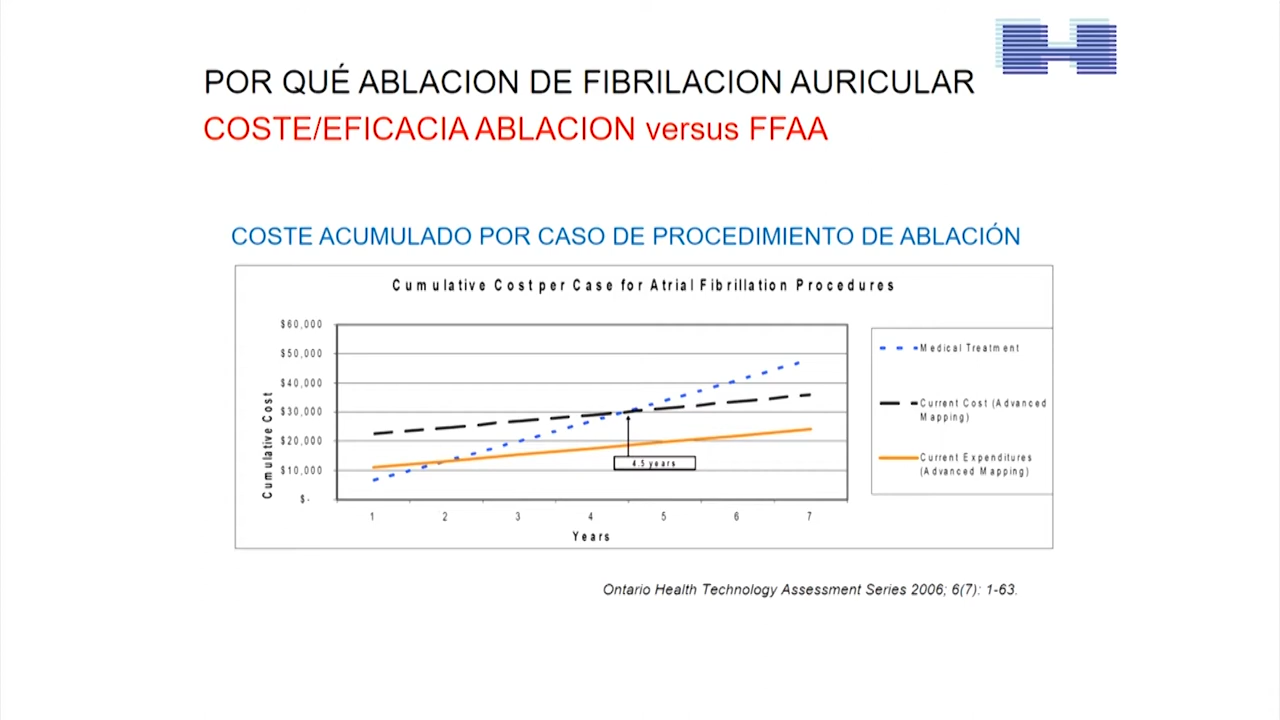 POR QUÉ ABLACION DE FIBRILACION AURICULAR
COSTE/EFICACIA ABLACION versus FFAA
COSTE ACUMULADO POR CASO DE PROCEDIMIENTO DE ABLACIÓN
Cumulative Cost per Case for Atrial Fibrillation Procedures
Cumulative Cost
$60,000
$50,000
$40,000
$30,000
$20,000
$10,000
$-
4.5 years
1 2 3 4 5 6 7
Years
Medical Treatment
Current Cost (Advanced
Mapping)
Current Expenditures
(Advanced Mapping)
Ontario Health Technology Assessment Series 2006; 6(7): 1-63.